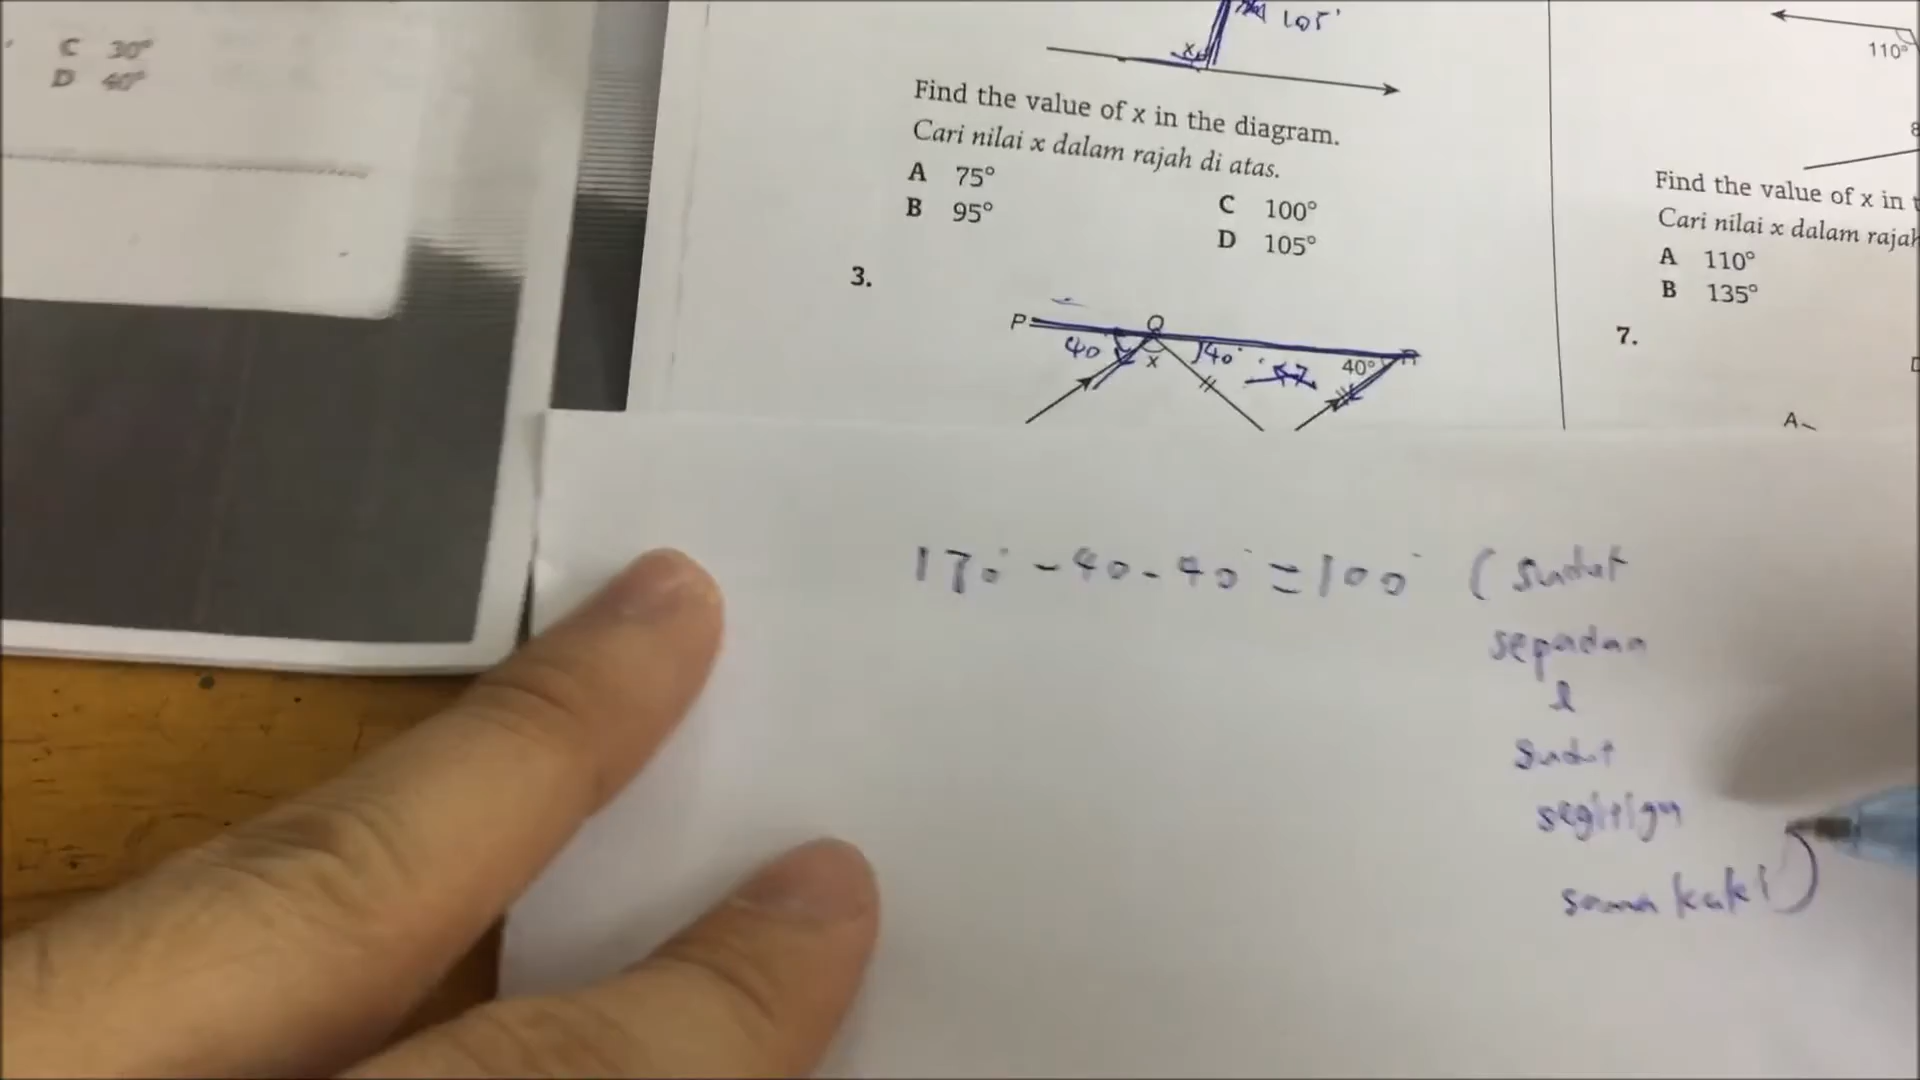 C 30°
D 40°
x 105°
Find the value of x in the diagram.
Cari nilai x dalam rajah di atas.
A 75°
B 95°
C 100°
D 105°
3.
P Q
40 x 40° 40° R
170° - 40 - 40° = 100° ( sudut
sepadan
&
sudut
segitiga
sama kaki)
110°
Find the value of x in
Cari nilai x dalam rajah
A 110°
B 135°
7.
A